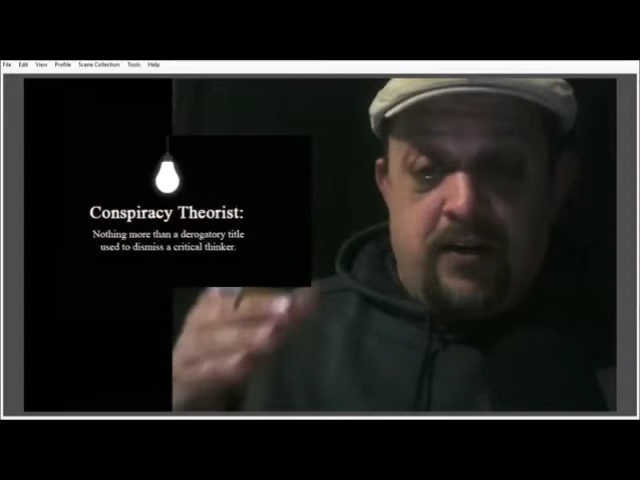 File Edit View Profile Scene Collection Tools Help
Conspiracy Theorist:
Nothing more than a derogatory title
used to dismiss a critical thinker.